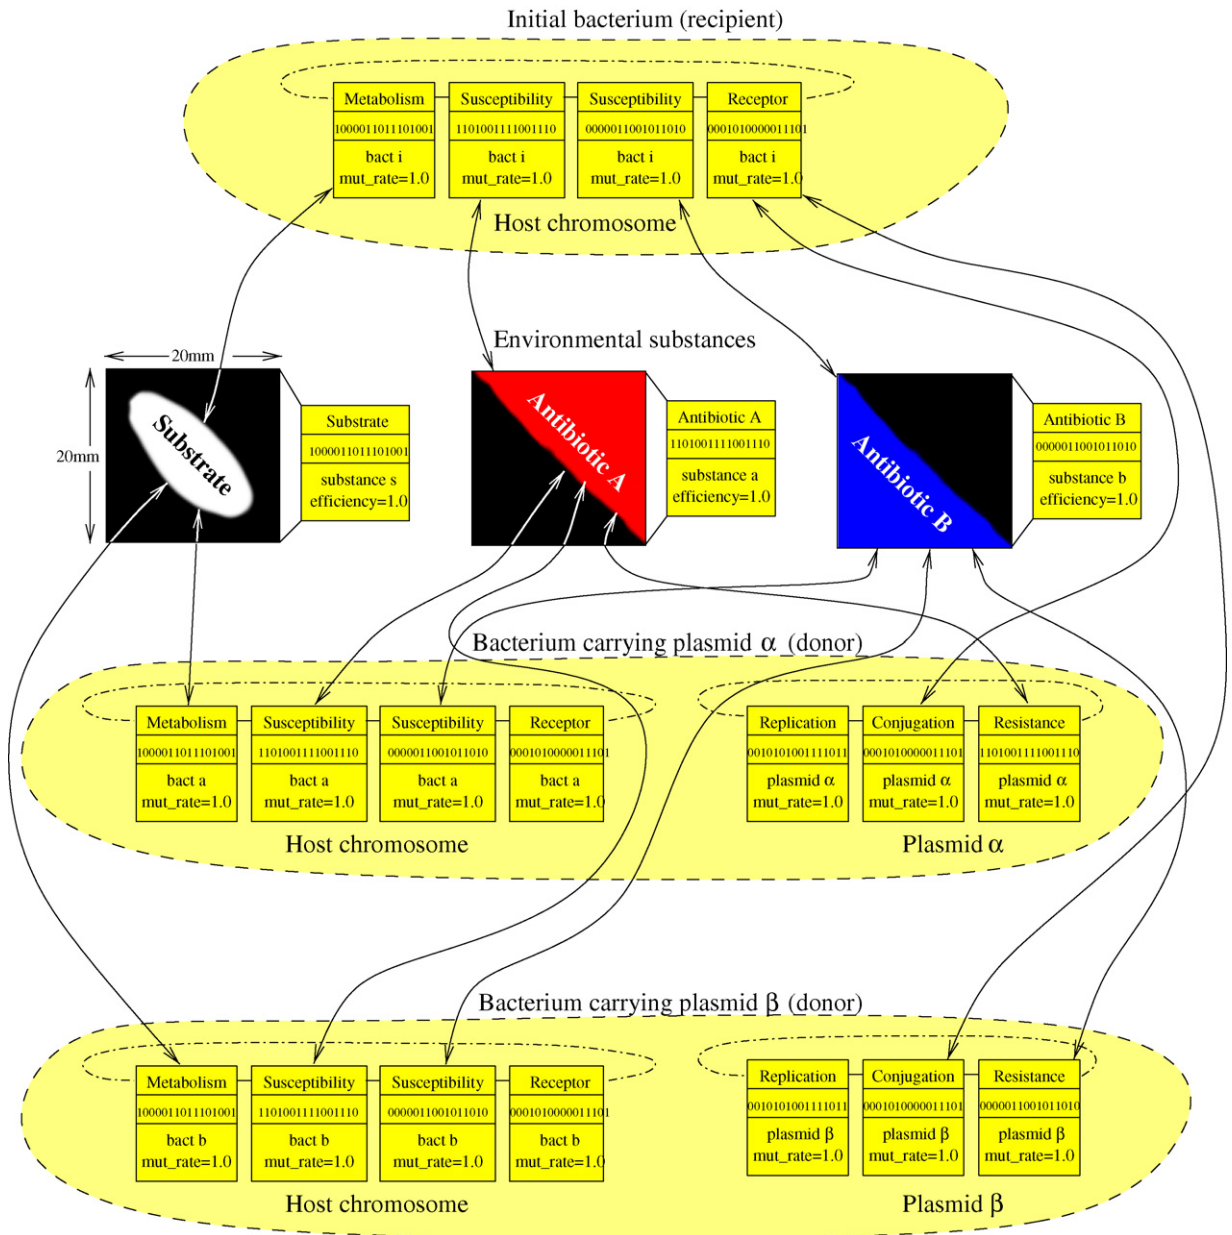 Initial bacterium (recipient)
Metabolism Susceptibility Susceptibility Receptor
1000011011101001 1101001111001110 0000011001011010 0001010000011101
bact i bact i bact i bact i
mut_rate=1.0 mut_rate=1.0 mut_rate=1.0 mut_rate=1.0
Host chromosome
Environmental substances
20mm
20mm
Substrate
Substrate
1000011011101001
substance s
efficiency=1.0
Antibiotic A
Antibiotic A
1101001111001110
substance a
efficiency=1.0
Antibiotic B
Antibiotic B
0000011001011010
substance b
efficiency=1.0
Bacterium carrying plasmid α (donor)
Metabolism Susceptibility Susceptibility Receptor Replication Conjugation Resistance
1000011011101001 1101001111001110 0000011001011010 0001010000011101 0010101001111011 0001010000011101 1101001111001110
bact a bact a bact a bact a plasmid α plasmid α plasmid α
mut_rate=1.0 mut_rate=1.0 mut_rate=1.0 mut_rate=1.0 mut_rate=1.0 mut_rate=1.0 mut_rate=1.0
Host chromosome Plasmid α
Bacterium carrying plasmid β (donor)
Metabolism Susceptibility Susceptibility Receptor Replication Conjugation Resistance
1000011011101001 1101001111001110 0000011001011010 0001010000011101 0010101001111011 0001010000011101 0000011001011010
bact b bact b bact b bact b plasmid β plasmid β plasmid β
mut_rate=1.0 mut_rate=1.0 mut_rate=1.0 mut_rate=1.0 mut_rate=1.0 mut_rate=1.0 mut_rate=1.0
Host chromosome Plasmid β